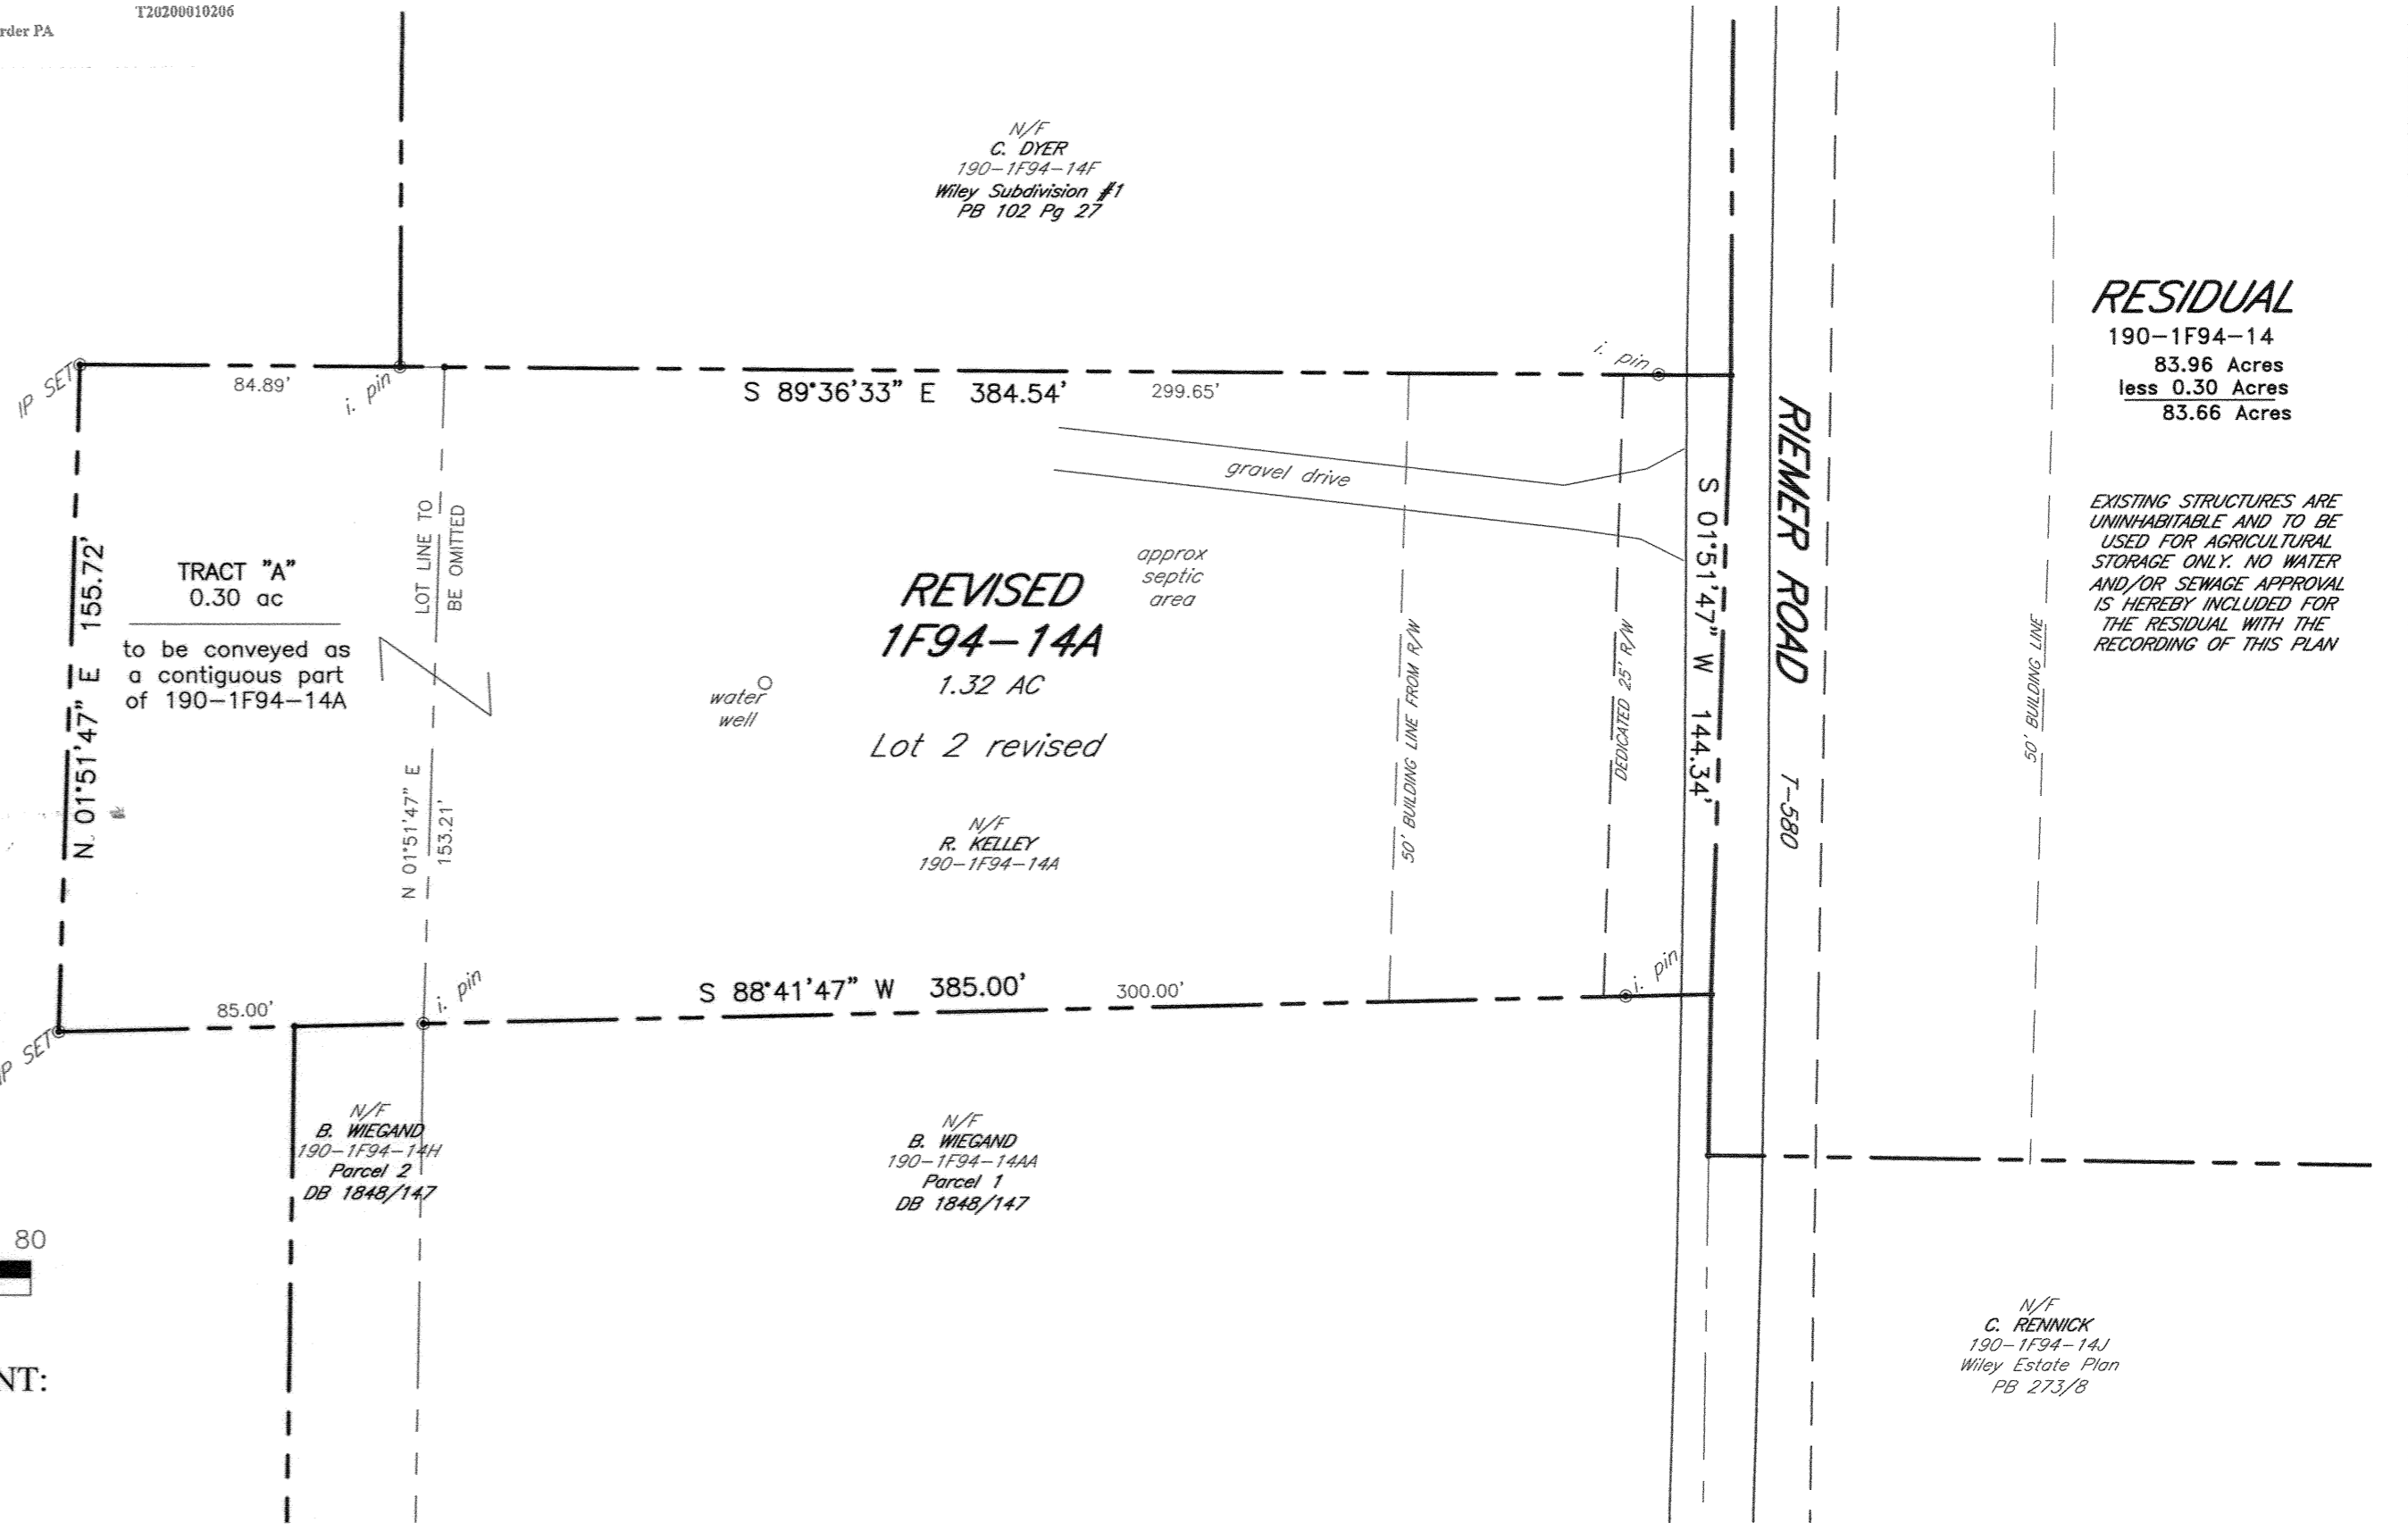 T20200010206
rder PA
N/F
C. DYER
190-1F94-14F
Wiley Subdivision #1
PB 102 Pg 27
RESIDUAL
190-1F94-14
83.96 Acres
less 0.30 Acres
83.66 Acres
EXISTING STRUCTURES ARE
UNINHABITABLE AND TO BE
USED FOR AGRICULTURAL
STORAGE ONLY. NO WATER
AND/OR SEWAGE APPROVAL
IS HEREBY INCLUDED FOR
THE RESIDUAL WITH THE
RECORDING OF THIS PLAN
IP SET
84.89'
i. pin
S 89°36'33" E 384.54'
299.65'
i. pin
gravel drive
N 01°51'47" E 155.72'
TRACT "A"
0.30 ac
to be conveyed as
a contiguous part
of 190-1F94-14A
LOT LINE TO
BE OMITTED
N 01°51'47" E
153.21'
REVISED
1F94-14A
1.32 AC
Lot 2 revised
approx
septic
area
water
well
N/F
R. KELLEY
190-1F94-14A
50' BUILDING LINE FROM R/W
DEDICATED 25' R/W
S 01°51'47" W 144.34'
RIEMER ROAD T-580
50' BUILDING LINE
IP SET
85.00'
i. pin
S 88°41'47" W 385.00'
300.00'
i. pin
N/F
B. WIEGAND
190-1F94-14H
Parcel 2
DB 1848/147
N/F
B. WIEGAND
190-1F94-14AA
Parcel 1
DB 1848/147
80
NT:
N/F
C. RENNICK
190-1F94-14J
Wiley Estate Plan
PB 273/8